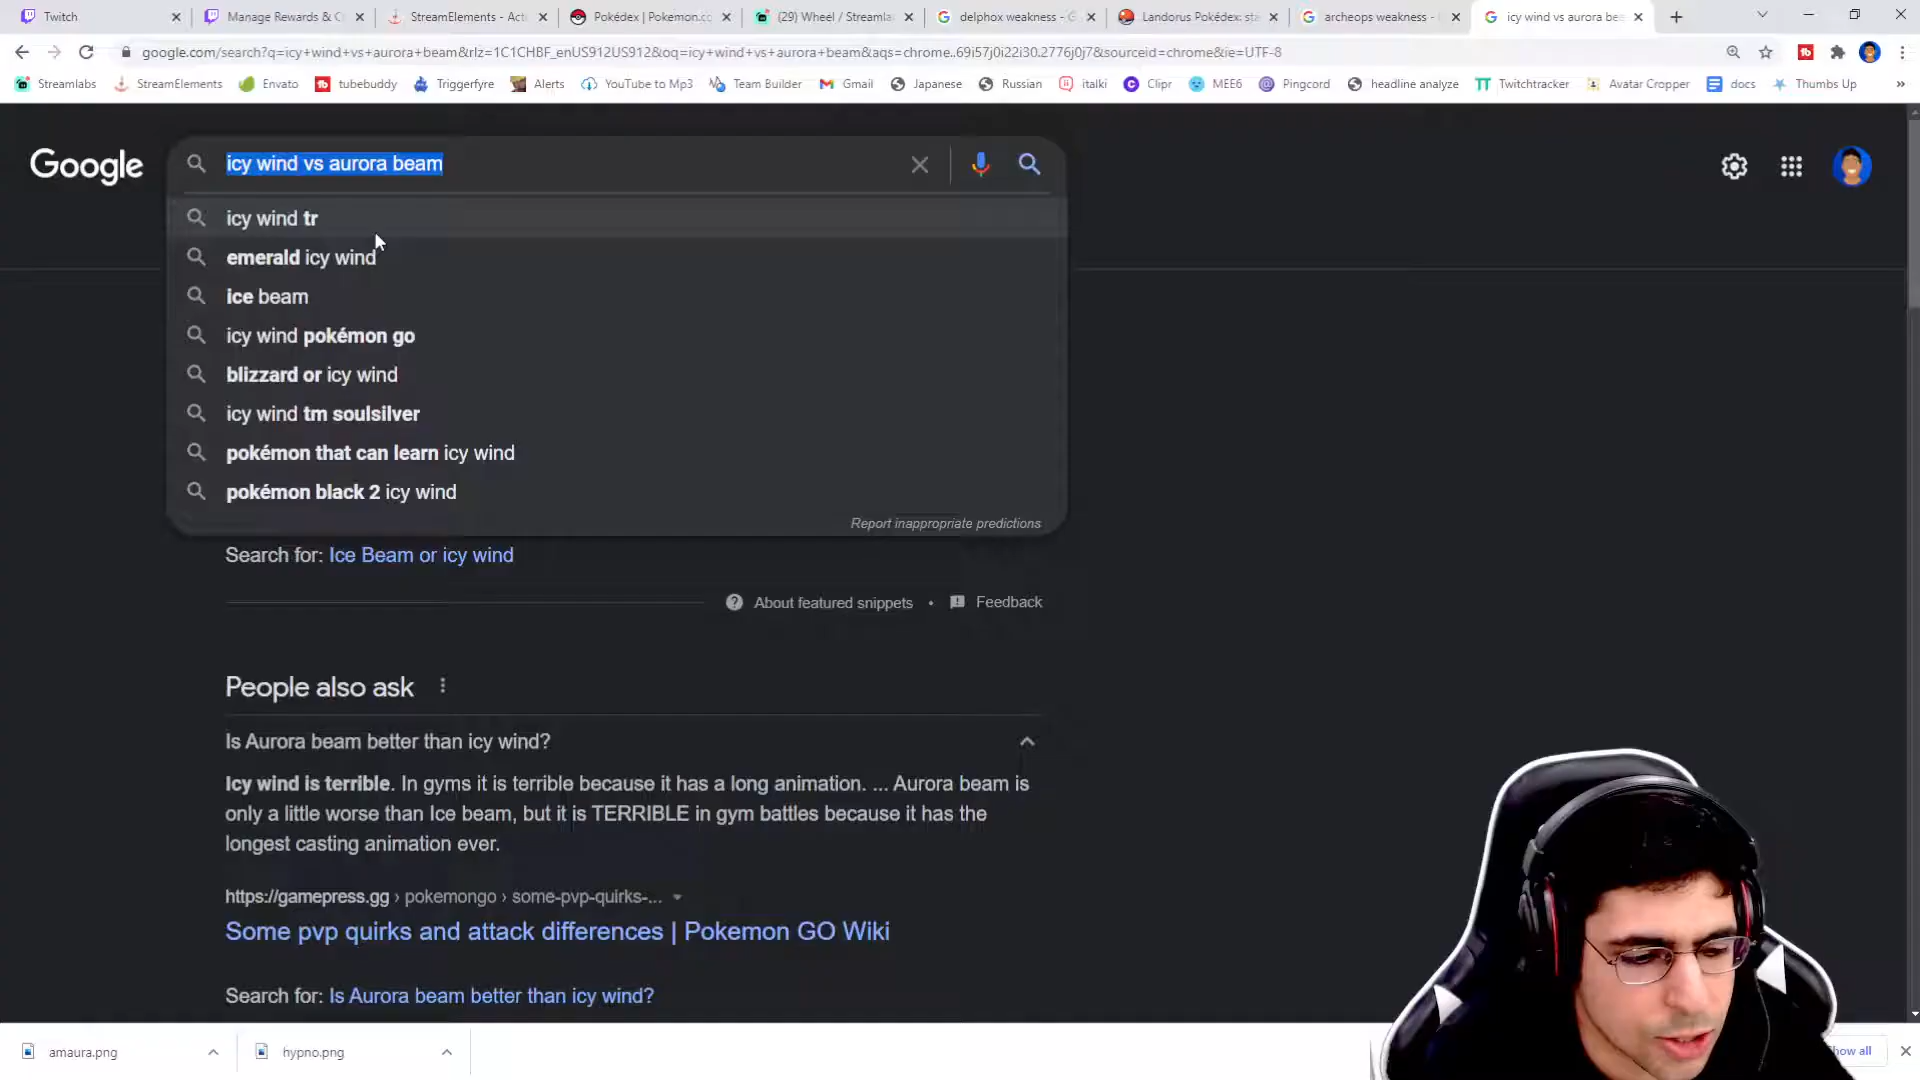 Twitch
Manage Rewards & C
StreamElements - Act
Pokédex | Pokemon.co
(29) Wheel / Streamla
delphox weakness - G
Landorus Pokédex: sta
archeops weakness -
icy wind vs aurora bea
google.com/search?q=icy+wind+vs+aurora+beam&rlz=1C1CHBF_enUS912US912&oq=icy+wind+vs+aurora+beam&aqs=chrome..69i57j0i22i30.2776j0j7&sourceid=chrome&ie=UTF-8
Streamlabs
StreamElements
Envato
tubebuddy
Triggerfyre
Alerts
YouTube to Mp3
Team Builder
Gmail
Japanese
Russian
italki
Clipr
MEE6
Pingcord
headline analyze
Twitchtracker
Avatar Cropper
docs
Thumbs Up
»
Google
icy wind vs aurora beam
icy wind tr
emerald icy wind
ice beam
icy wind pokémon go
blizzard or icy wind
icy wind tm soulsilver
pokémon that can learn icy wind
pokémon black 2 icy wind
Report inappropriate predictions
Search for: Ice Beam or icy wind
About featured snippets • Feedback
People also ask
Is Aurora beam better than icy wind?
Icy wind is terrible. In gyms it is terrible because it has a long animation. ... Aurora beam is
only a little worse than Ice beam, but it is TERRIBLE in gym battles because it has the
longest casting animation ever.
https://gamepress.gg › pokemongo › some-pvp-quirks-...
Some pvp quirks and attack differences | Pokemon GO Wiki
Search for: Is Aurora beam better than icy wind?
amaura.png
hypno.png
how all